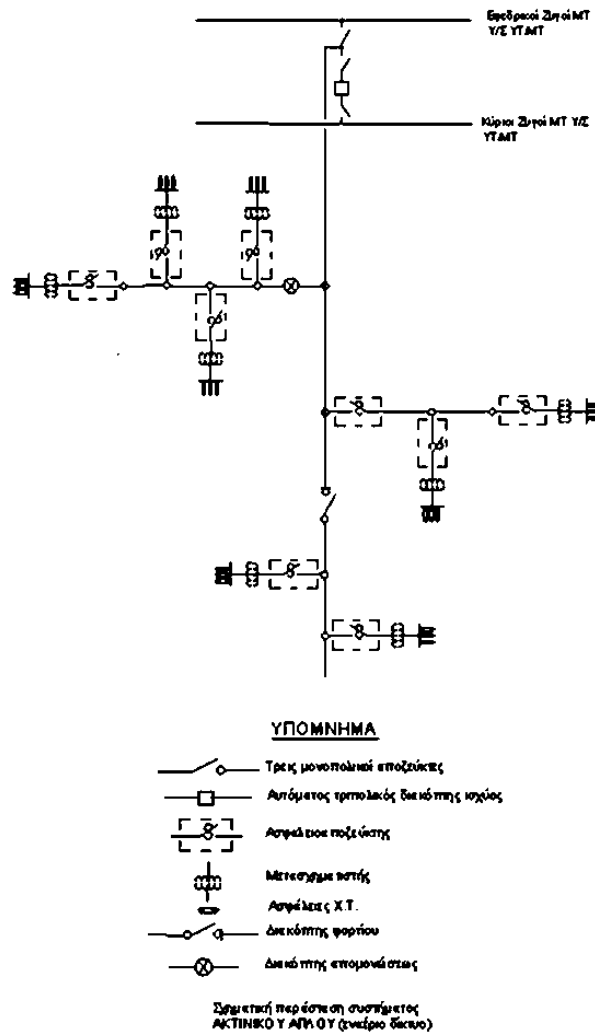 Εφεδρικοί Ζυγοί ΜΤ
Υ/Σ ΥΤ/ΜΤ
Κύριοι Ζυγοί ΜΤ Υ/Σ
ΥΤ/ΜΤ
ΥΠΟΜΝΗΜΑ
Τρεις μονοπολικοί αποζεύκτες
Αυτόματος τριπολικός διακόπτης ισχύος
Ασφαλειοαποζεύκτης
Μετασχηματιστής
Ασφάλειες Χ.Τ.
Διακόπτης φορτίου
Διακόπτης απομονώσεως
Σχηματική παράσταση συστήματος
ΑΚΤΙΝΙΚΟΥ ΑΠΛΟΥ (εναέριο δίκτυο)